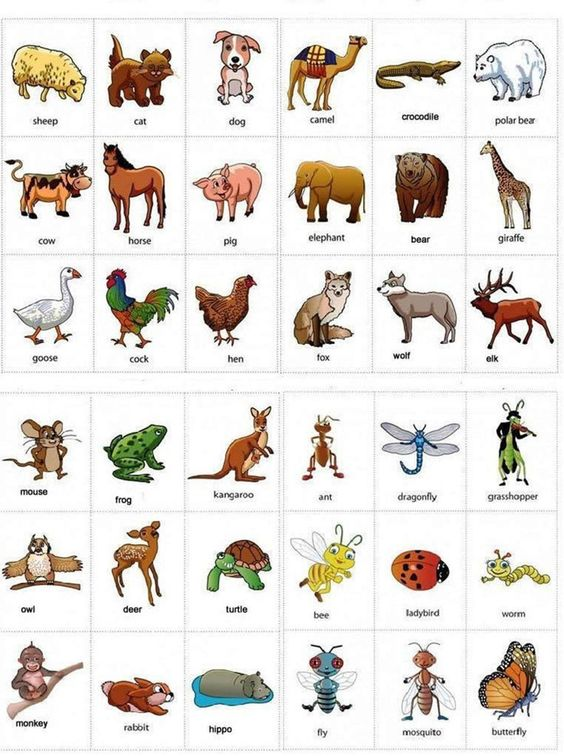 sheep cat dog camel crocodile polar bear
cow horse pig elephant bear giraffe
goose cock hen fox wolf elk
mouse frog kangaroo ant dragonfly grasshopper
owl deer turtle bee ladybird worm
monkey rabbit hippo fly mosquito butterfly